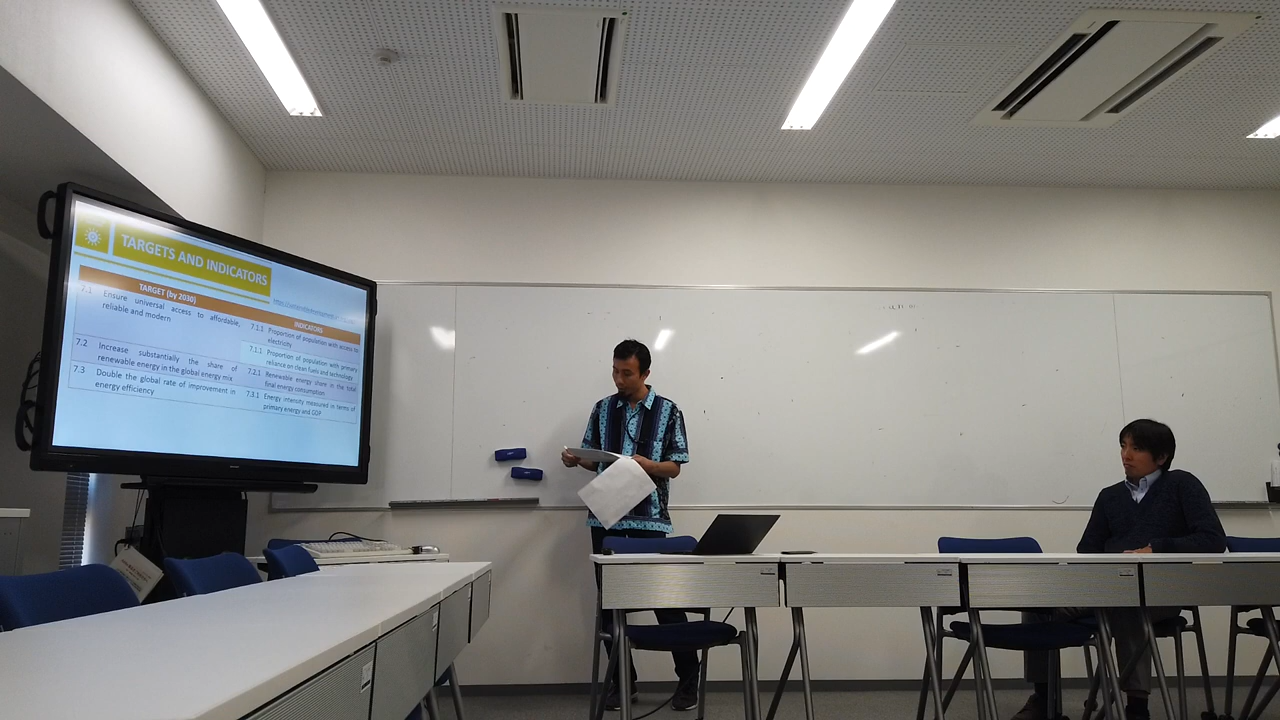 TARGETS AND INDICATORS
TARGET (by 2030)
INDICATORS
7.1 Ensure universal access to affordable,
reliable and modern
7.1.1 Proportion of population with access to
electricity
7.1.1 Proportion of population with primary
reliance on clean fuels and technology
7.2 Increase substantially the share of
renewable energy in the global energy mix
7.2.1 Renewable energy share in the total
final energy consumption
7.3 Double the global rate of improvement in
energy efficiency
7.3.1 Energy intensity measured in terms of
primary energy and GDP